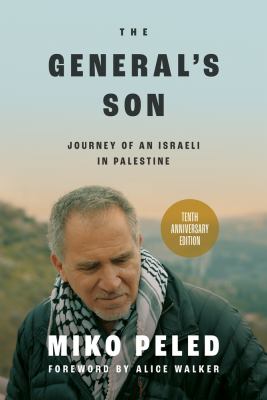 THE
GENERAL'S
SON
JOURNEY OF AN ISRAELI
IN PALESTINE
TENTH
ANNIVERSARY
EDITION
MIKO PELED
FOREWORD BY ALICE WALKER